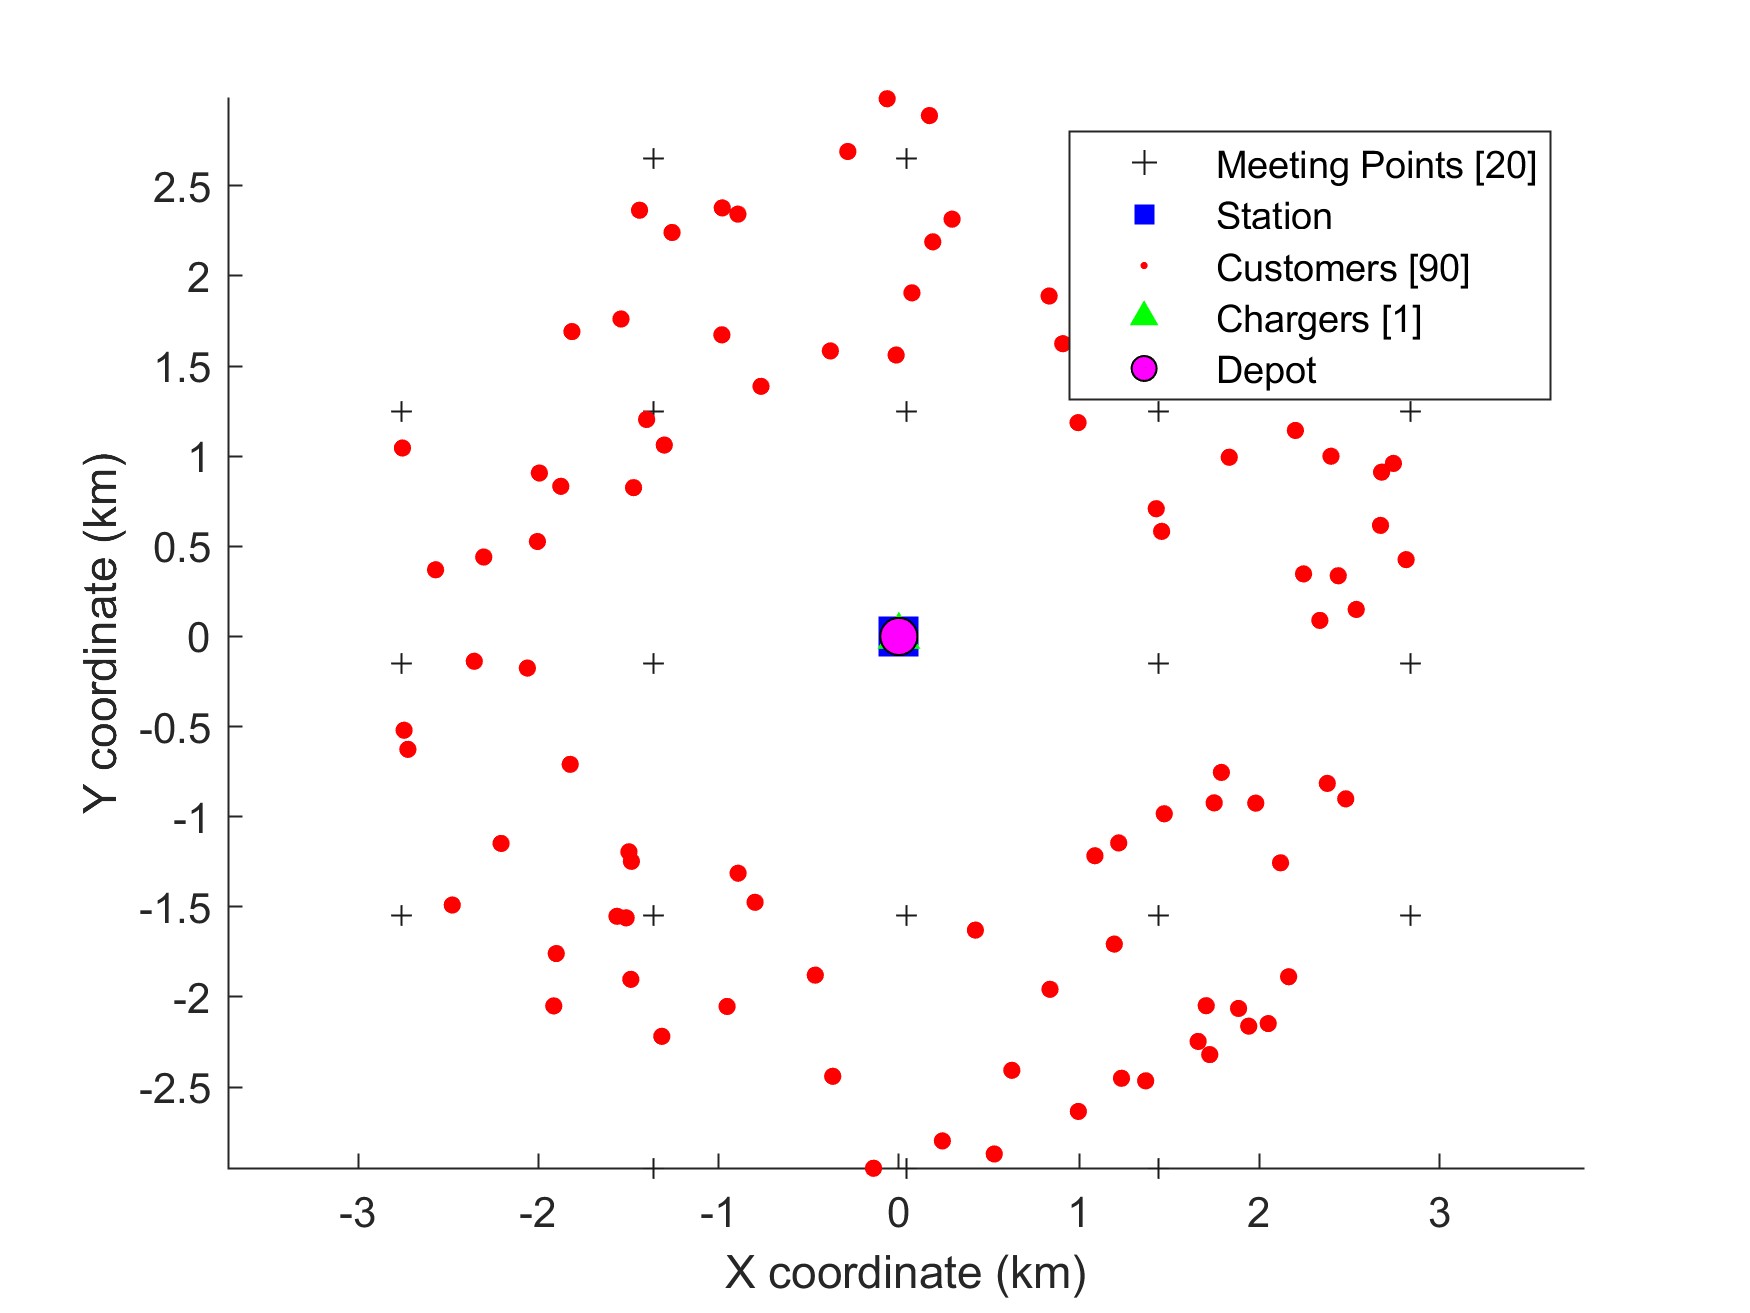 Meeting Points [20]
Station
Customers [90]
Chargers [1]
Depot
2.5
2
1.5
1
0.5
0
-0.5
-1
-1.5
-2
-2.5
Y coordinate (km)
-3 -2 -1 0 1 2 3
X coordinate (km)